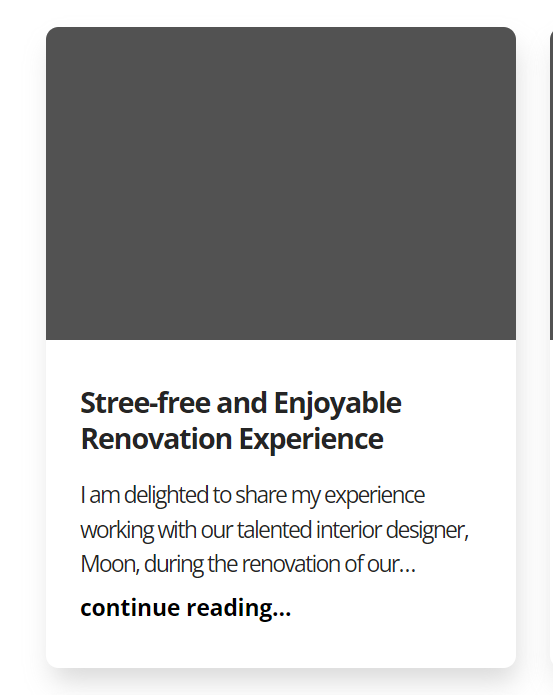 Stree-free and Enjoyable
Renovation Experience
I am delighted to share my experience
working with our talented interior designer,
Moon, during the renovation of our...
continue reading...